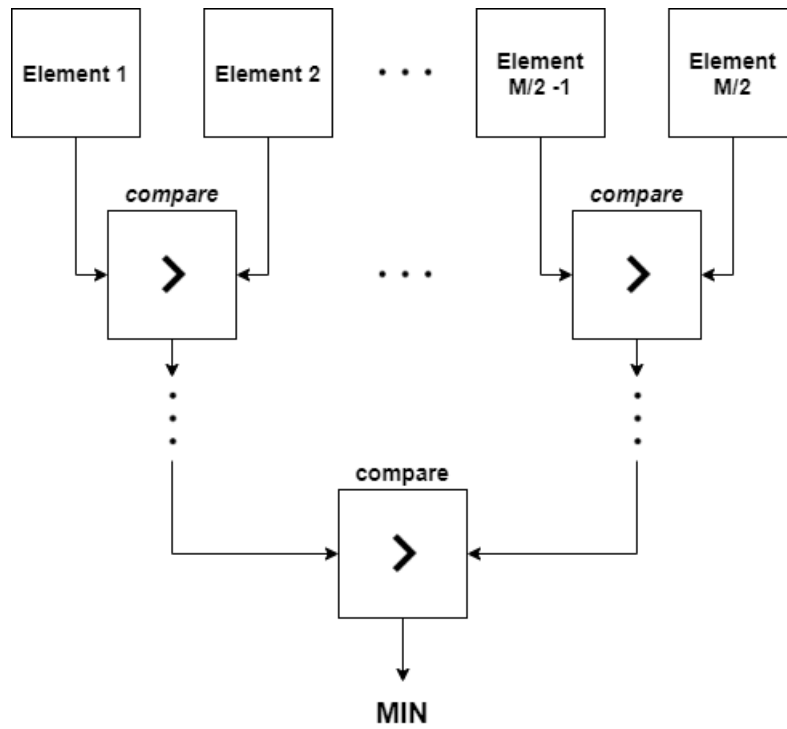 Element 1
Element 2
Element
M/2 -1
Element
M/2
. . .
compare
compare
>
. . .
>
compare
>
MIN